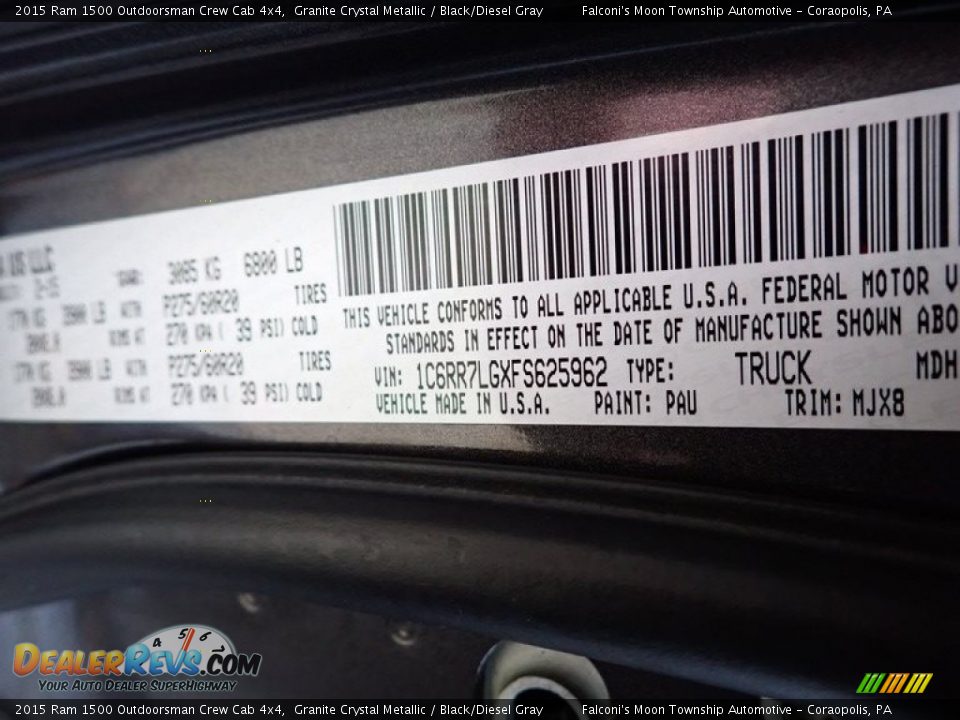 2015 Ram 1500 Outdoorsman Crew Cab 4x4,  Granite Crystal Metallic / Black/Diesel Gray    Falconi's Moon Township Automotive - Coraopolis, PA
LLC
3085 KG 6800 LB
P275/60R20 TIRES
270 KPA ( 39 PSI) COLD
P275/60R20 TIRES
270 KPA ( 39 PSI) COLD
THIS VEHICLE CONFORMS TO ALL APPLICABLE U.S.A. FEDERAL MOTOR V
STANDARDS IN EFFECT ON THE DATE OF MANUFACTURE SHOWN ABO
VIN: 1C6RR7LGXFS625962 TYPE: TRUCK MDH
VEHICLE MADE IN U.S.A. PAINT: PAU TRIM: MJX8
4 5 6
DEALERREVS.COM
YOUR AUTO DEALER SUPERHIGHWAY
2015 Ram 1500 Outdoorsman Crew Cab 4x4,  Granite Crystal Metallic / Black/Diesel Gray    Falconi's Moon Township Automotive - Coraopolis, PA